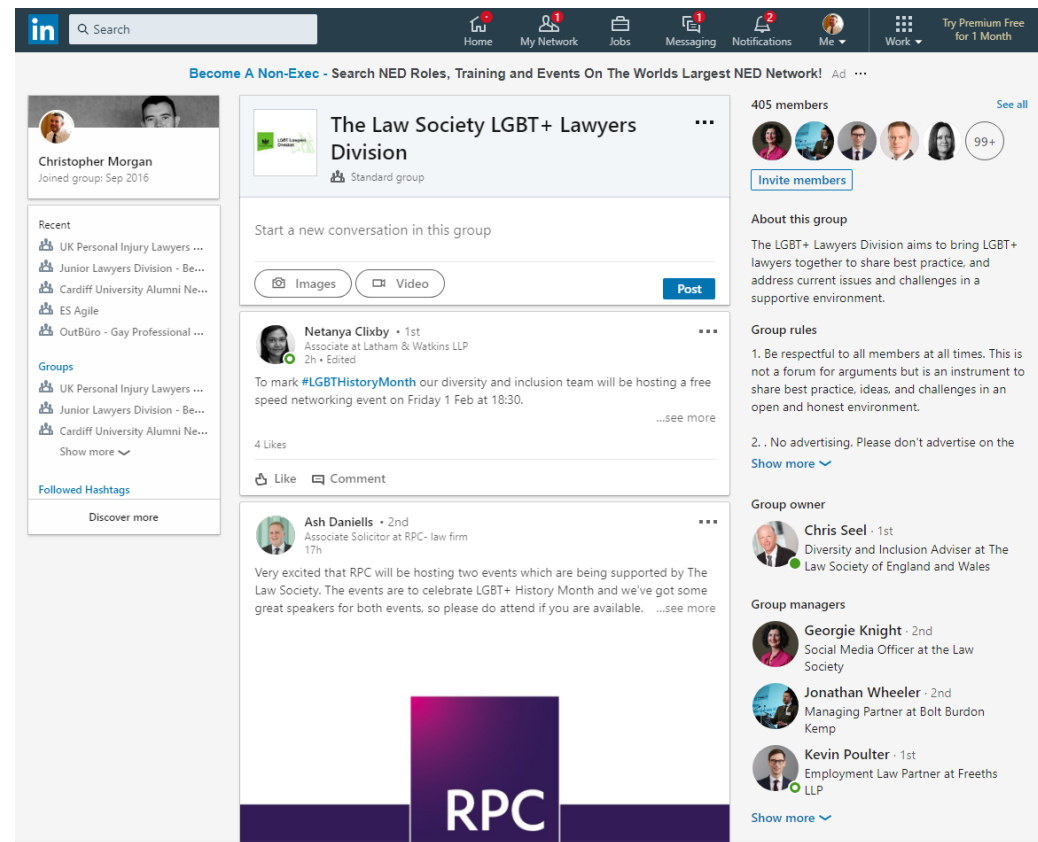 in
Search
1
1
2
Home
My Network
Jobs
Messaging
Notifications
Me
Work
Try Premium Free
for 1 Month
Become A Non-Exec - Search NED Roles, Training and Events On The Worlds Largest NED Network! Ad ...
Christopher Morgan
Joined group: Sep 2016
Recent
UK Personal Injury Lawyers ...
Junior Lawyers Division - Be...
Cardiff University Alumni Ne...
ES Agile
OutBüro - Gay Professional ...
Groups
UK Personal Injury Lawyers ...
Junior Lawyers Division - Be...
Cardiff University Alumni Ne...
Show more
Followed Hashtags
Discover more
LGBT Lawyers
Division
The Law Society LGBT+ Lawyers
Division
Standard group
Start a new conversation in this group
Images
Video
Post
Netanya Clixby • 1st
Associate at Latham & Watkins LLP
2h • Edited
To mark #LGBTHistoryMonth our diversity and inclusion team will be hosting a free
speed networking event on Friday 1 Feb at 18:30.
...see more
4 Likes
Like
Comment
Ash Daniells • 2nd
Associate Solicitor at RPC- law firm
17h
Very excited that RPC will be hosting two events which are being supported by The
Law Society. The events are to celebrate LGBT+ History Month and we've got some
great speakers for both events, so please do attend if you are available. ...see more
RPC
405 members
See all
99+
Invite members
About this group
The LGBT+ Lawyers Division aims to bring LGBT+
lawyers together to share best practice, and
address current issues and challenges in a
supportive environment.
Group rules
1. Be respectful to all members at all times. This is
not a forum for arguments but is an instrument to
share best practice, ideas, and challenges in an
open and honest environment.
2. . No advertising. Please don't advertise on the
Show more
Group owner
Chris Seel · 1st
Diversity and Inclusion Adviser at The
Law Society of England and Wales
Group managers
Georgie Knight · 2nd
Social Media Officer at the Law
Society
Jonathan Wheeler · 2nd
Managing Partner at Bolt Burdon
Kemp
Kevin Poulter · 1st
Employment Law Partner at Freeths
LLP
Show more